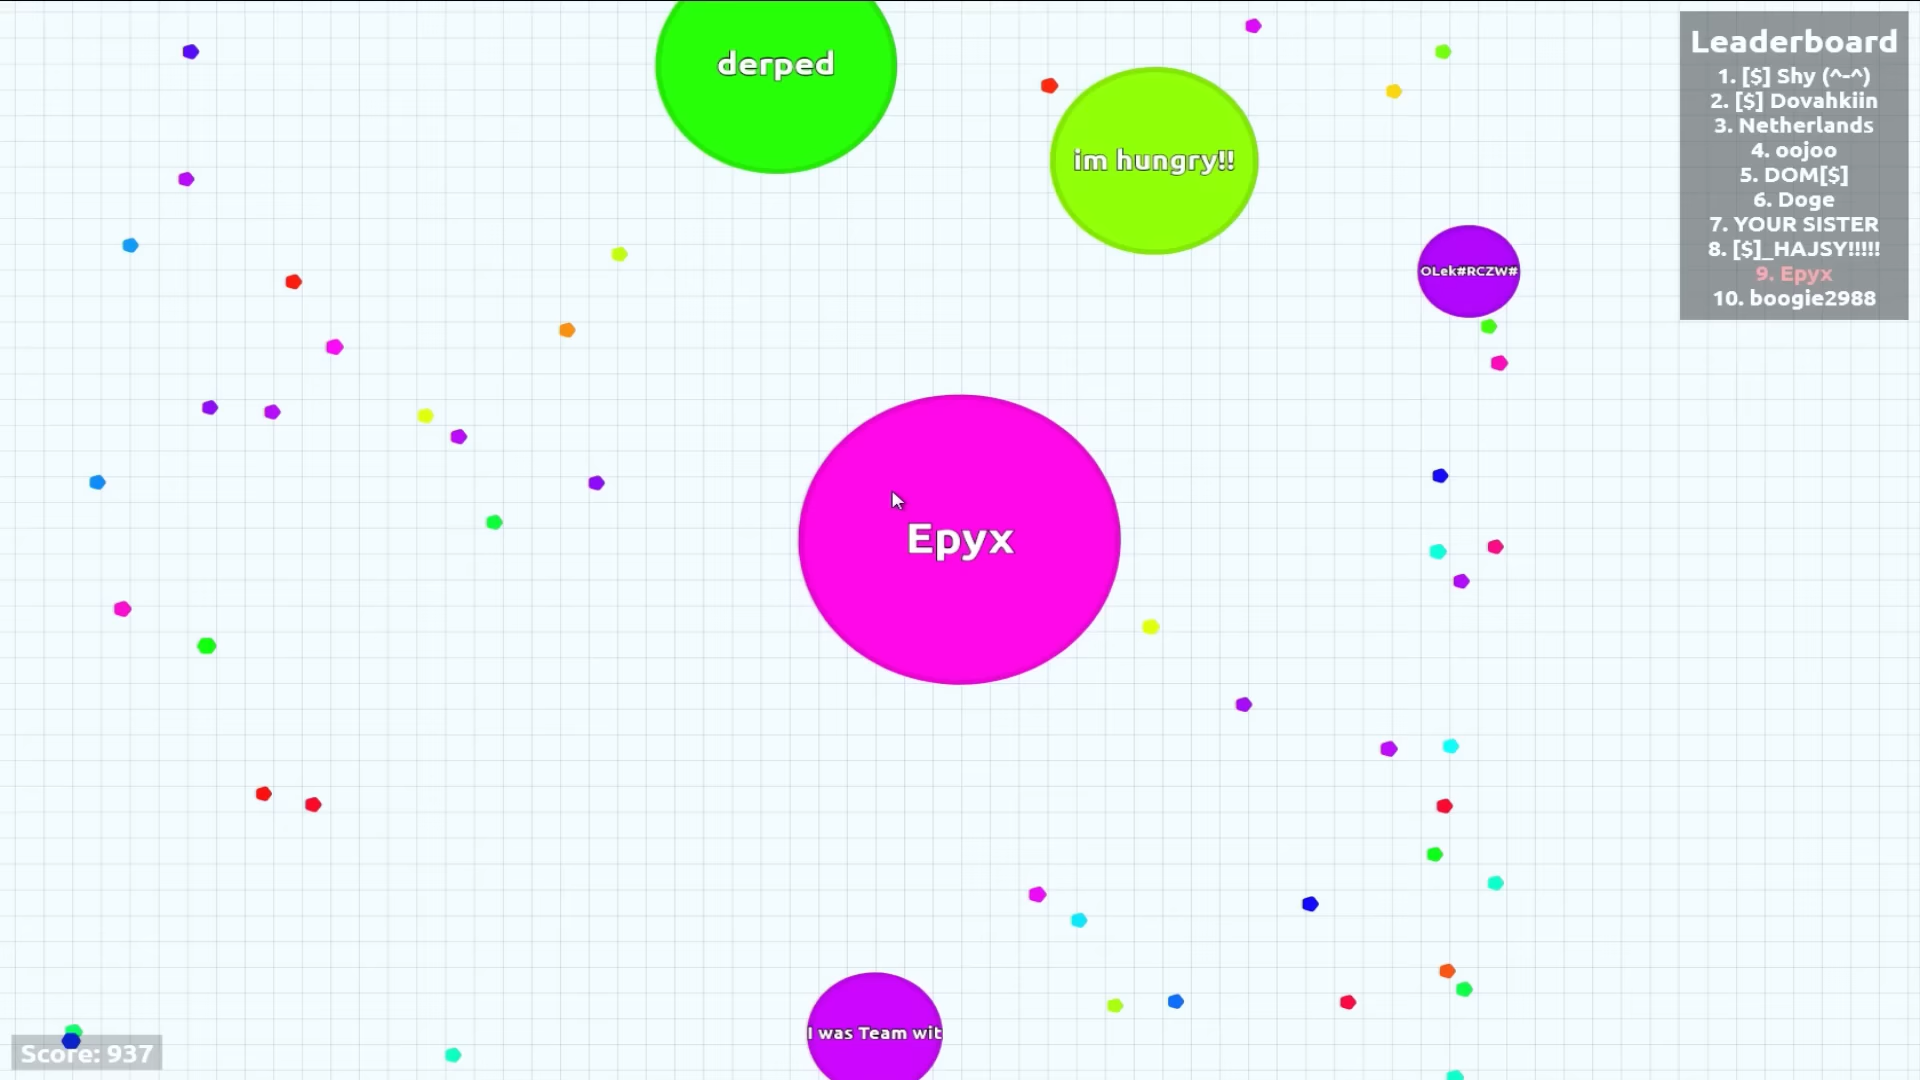 derped
im hungry!!
OLek#RCZW#
Epyx
I was Team wit
Leaderboard
1. [$] Shy (^-^)
2. [$] Dovahkiin
3. Netherlands
4. oojoo
5. DOM[$]
6. Doge
7. YOUR SISTER
8. [$]_HAJSY!!!!!
9. Epyx
10. boogie2988
Score: 937